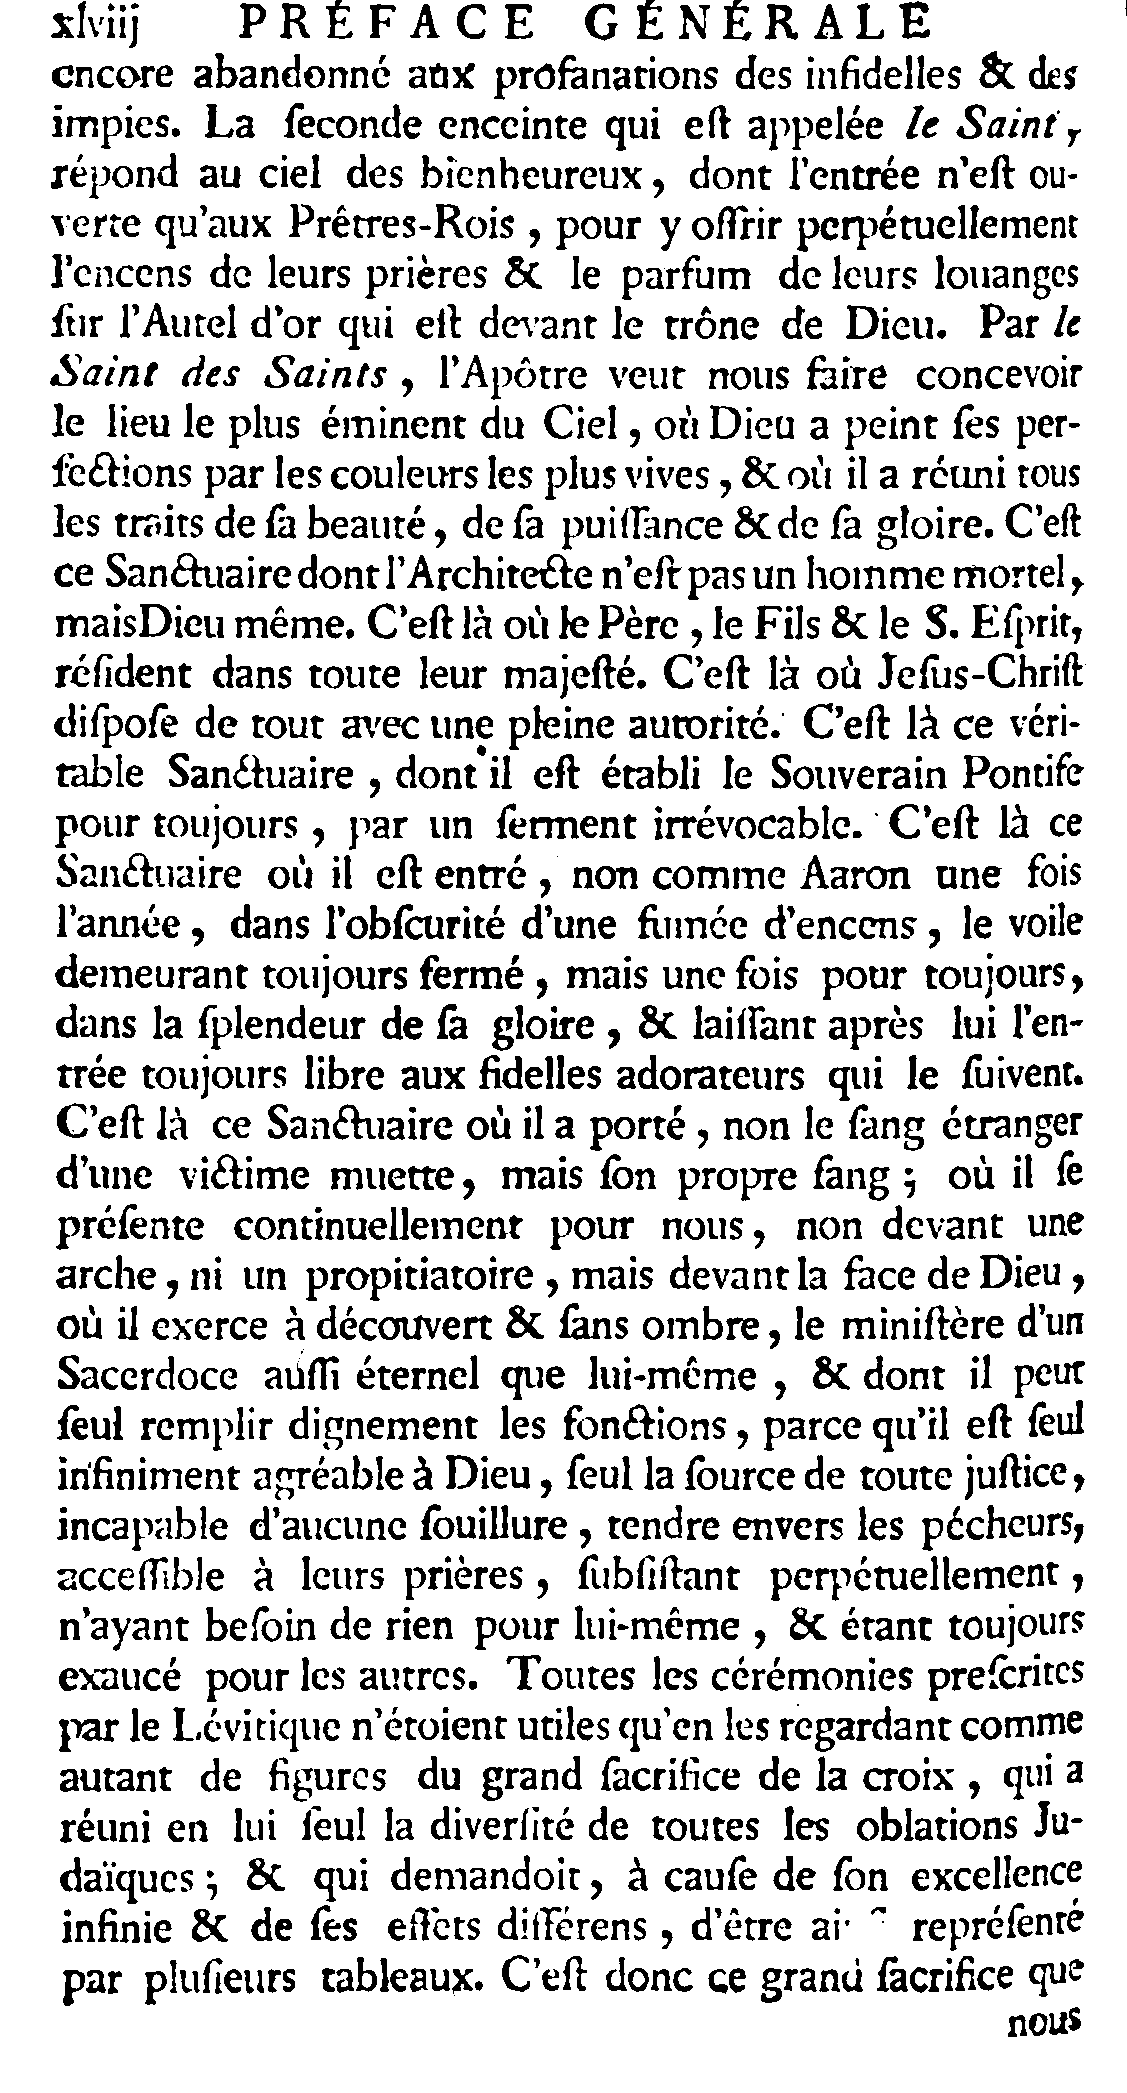 xlviij PRÉFACE GÉNÉRALE
encore abandonné aux profanations des infidelles & des
impies. La ſeconde enceinte qui eſt appelée le Saint,
répond au ciel des bienheureux, dont l'entrée n'eſt ou-
verte qu'aux Prêtres-Rois, pour y offrir perpétuellement
l'encens de leurs prières & le parfum de leurs louanges
ſur l'Autel d'or qui eſt devant le trône de Dieu. Par le
Saint des Saints, l'Apôtre veut nous faire concevoir
le lieu le plus éminent du Ciel, où Dieu a peint ſes per-
fections par les couleurs les plus vives, & où il a réuni tous
les traits de ſa beauté, de ſa puiſſance & de ſa gloire. C'eſt
ce Sanctuaire dont l'Architecte n'eſt pas un homme mortel,
mais Dieu même. C'eſt là où le Père, le Fils & le S. Eſprit,
réſident dans toute leur majeſté. C'eſt là où Jeſus-Chriſt
diſpoſe de tout avec une pleine autorité. C'eſt là ce véri-
table Sanctuaire, dont il eſt établi le Souverain Pontife
pour toujours, par un ſerment irrévocable. C'eſt là ce
Sanctuaire où il eſt entré, non comme Aaron une fois
l'année, dans l'obſcurité d'une fumée d'encens, le voile
demeurant toujours fermé, mais une fois pour toujours,
dans la ſplendeur de ſa gloire, & laiſſant après lui l'en-
trée toujours libre aux fidelles adorateurs qui le ſuivent.
C'eſt là ce Sanctuaire où il a porté, non le ſang étranger
d'une victime muette, mais ſon propre ſang; où il ſe
préſente continuellement pour nous, non devant une
arche, ni un propitiatoire, mais devant la face de Dieu,
où il exerce à découvert & ſans ombre, le miniſtère d'un
Sacerdoce auſſi éternel que lui-même, & dont il peut
ſeul remplir dignement les fonctions, parce qu'il eſt ſeul
infiniment agréable à Dieu, ſeul la ſource de toute juſtice,
incapable d'aucune ſouillure, tendre envers les pécheurs,
acceſſible à leurs prières, ſubſiſtant perpétuellement,
n'ayant beſoin de rien pour lui-même, & étant toujours
exaucé pour les autres. Toutes les cérémonies preſcrites
par le Lévitique n'étoient utiles qu'en les regardant comme
autant de figures du grand ſacrifice de la croix, qui a
réuni en lui ſeul la diverſité de toutes les oblations Ju-
daïques; & qui demandoit, à cauſe de ſon excellence
infinie & de ſes effets différens, d'être repréſenté
par pluſieurs tableaux. C'eſt donc ce grand ſacrifice que
nous